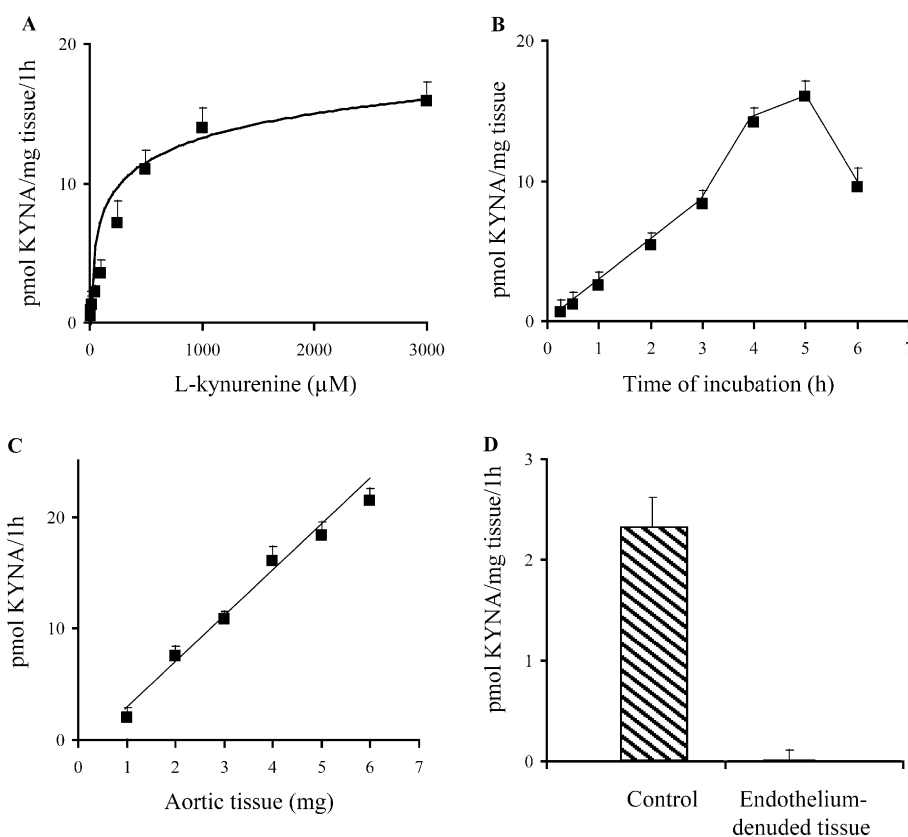 A
pmol KYNA/mg tissue/1h
20
10
0
0
1000
2000
3000
L-kynurenine (µM)
B
pmol KYNA/mg tissue
20
15
10
5
0
0
1
2
3
4
5
6
7
Time of incubation (h)
C
pmol KYNA/1h
20
10
0
0
1
2
3
4
5
6
7
Aortic tissue (mg)
D
pmol KYNA/mg tissue/1h
3
2
1
0
Control
Endothelium-
denuded tissue